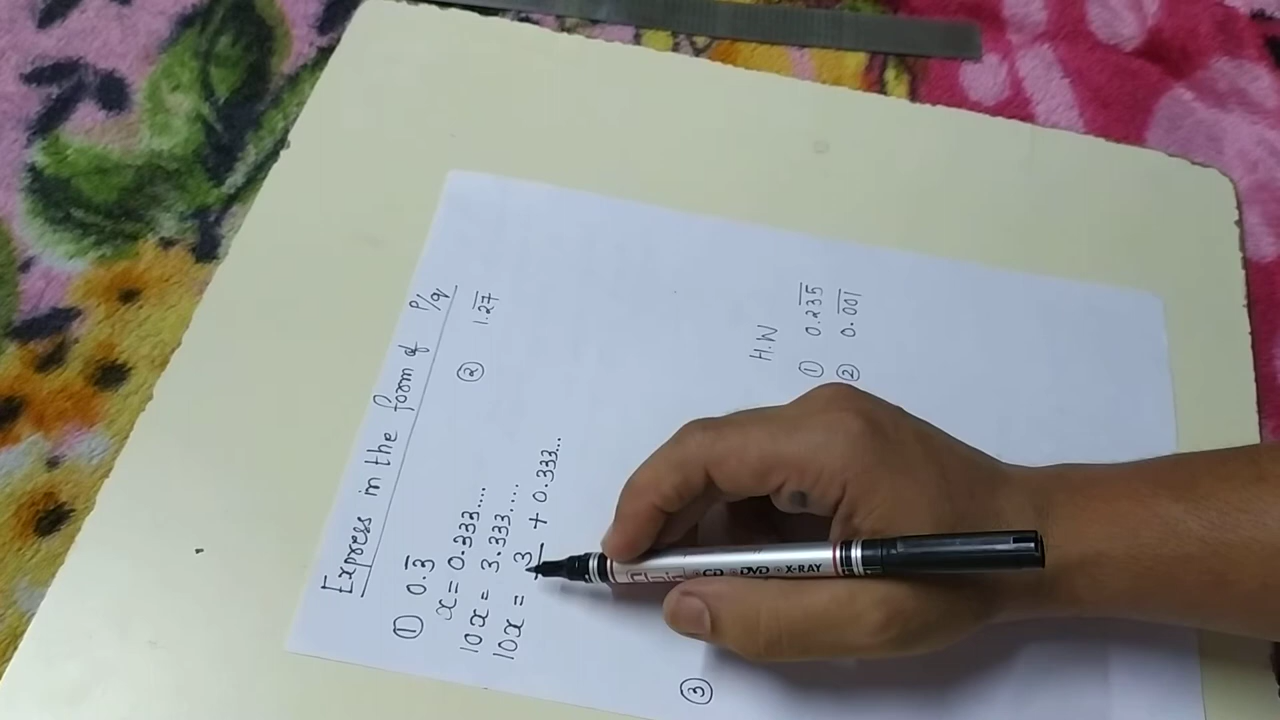 Express in the form of P/q
① 0.3̅
x = 0.333....
10x = 3.333....
10x = 3 + 0.333...
② 1.2̅7̅
③
H.W
① 0.2̅3̅5̅
② 0.0̅0̅1̅
CD • DVD • X-RAY